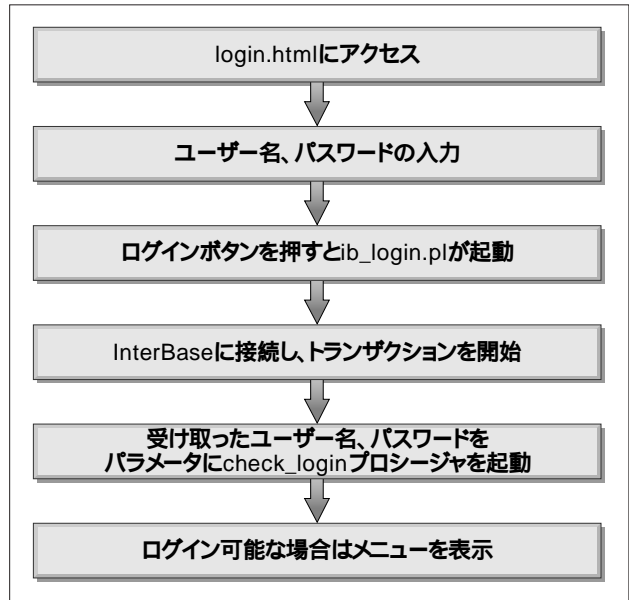 login.htmlにアクセス
ユーザー名、パスワードの入力
ログインボタンを押すとib_login.plが起動
InterBaseに接続し、トランザクションを開始
受け取ったユーザー名、パスワードを
パラメータにcheck_loginプロシージャを起動
ログイン可能な場合はメニューを表示